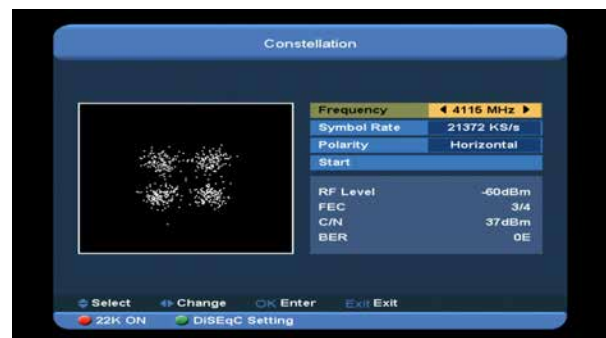 Constellation
Frequency 4115 MHz
Symbol Rate 21372 KS/s
Polarity Horizontal
Start
RF Level -60dBm
FEC 3/4
C/N 37dBm
BER 0E
Select Change OK Enter Exit Exit
22K ON DiSEqC Setting